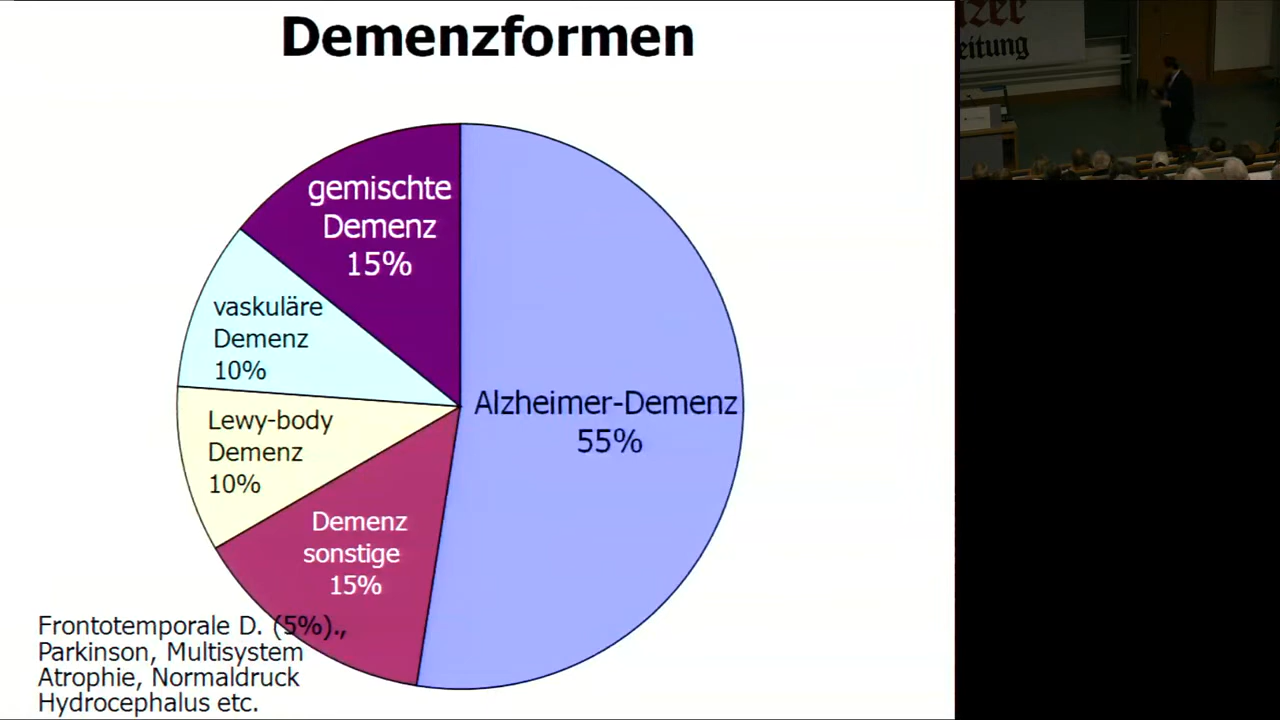 Demenzformen
gemischte
Demenz
15%
vaskuläre
Demenz
10%
Lewy-body
Demenz
10%
Alzheimer-Demenz
55%
Demenz
sonstige
15%
Frontotemporale D. (5%).,
Parkinson, Multisystem
Atrophie, Normaldruck
Hydrocephalus etc.
eitung